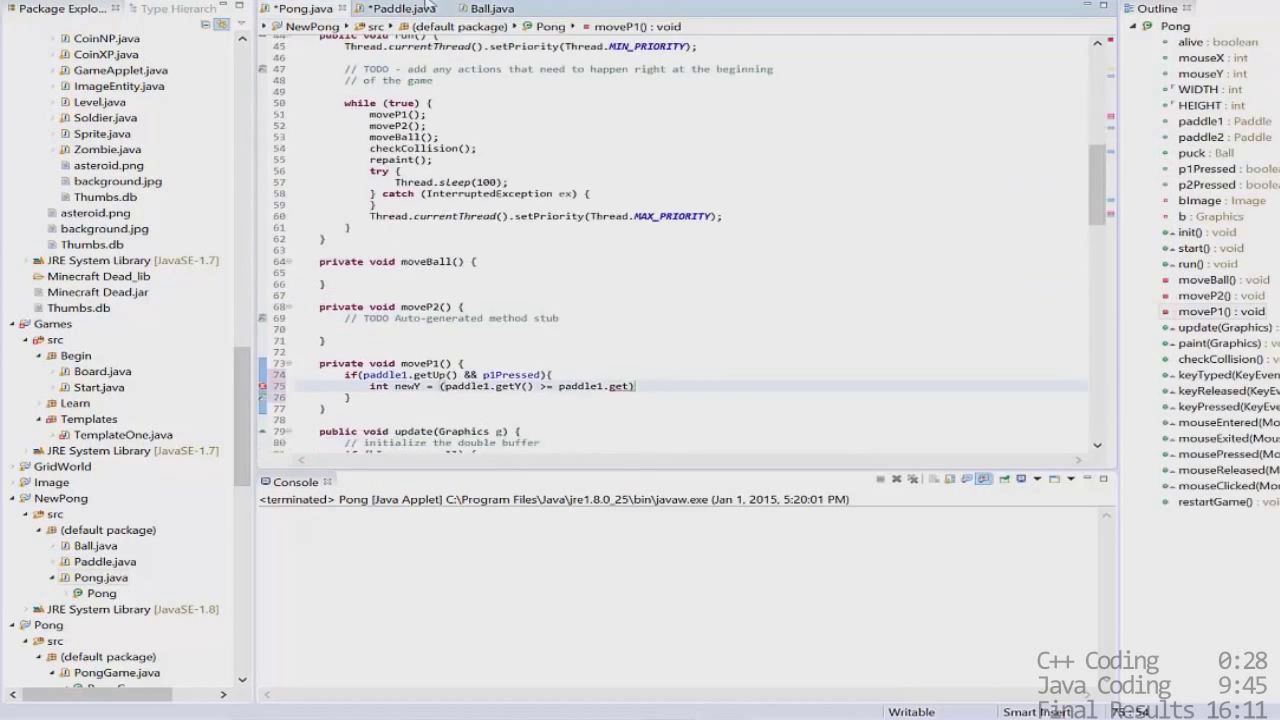 Package Explo...
Type Hierarch
CoinNP.java
CoinXP.java
GameApplet.java
ImageEntity.java
Level.java
Soldier.java
Sprite.java
Zombie.java
asteroid.png
background.jpg
Thumbs.db
asteroid.png
background.jpg
Thumbs.db
JRE System Library [JavaSE-1.7]
Minecraft Dead_lib
Minecraft Dead.jar
Thumbs.db
Games
src
Begin
Board.java
Start.java
Learn
Templates
TemplateOne.java
JRE System Library [JavaSE-1.7]
GridWorld
Image
NewPong
src
(default package)
Ball.java
Paddle.java
Pong.java
Pong
JRE System Library [JavaSE-1.8]
Pong
src
(default package)
PongGame.java
*Pong.java
*Paddle.java
Ball.java
NewPong
src
(default package)
Pong
moveP1() : void
44 public void run() {
45 Thread.currentThread().setPriority(Thread.MIN_PRIORITY);
46
47 // TODO - add any actions that need to happen right at the beginning
48 // of the game
49
50 while (true) {
51 moveP1();
52 moveP2();
53 moveBall();
54 checkCollision();
55 repaint();
56 try {
57 Thread.sleep(100);
58 } catch (InterruptedException ex) {
59 }
60 Thread.currentThread().setPriority(Thread.MAX_PRIORITY);
61 }
62 }
63
64 private void moveBall() {
65
66 }
67
68 private void moveP2() {
69 // TODO Auto-generated method stub
70
71 }
72
73 private void moveP1() {
74 if(paddle1.getUp() && p1Pressed){
75 int newY = (paddle1.getY() >= paddle1.get)
76 }
77 }
78
79 public void update(Graphics g) {
80 // initialize the double buffer
Console
<terminated> Pong [Java Applet] C:\Program Files\Java\jre1.8.0_25\bin\javaw.exe (Jan 1, 2015, 5:20:01 PM)
Outline
Pong
alive : boolean
mouseX : int
mouseY : int
WIDTH : int
HEIGHT : int
paddle1 : Paddle
paddle2 : Paddle
puck : Ball
p1Pressed : boolea
p2Pressed : boolea
bImage : Image
b : Graphics
init() : void
start() : void
run() : void
moveBall() : void
moveP2() : void
moveP1() : void
update(Graphics) :
paint(Graphics) : v
checkCollision() :
keyTyped(KeyEven
keyReleased(KeyE
keyPressed(KeyEv
mouseEntered(Mo
mouseExited(Mou
mousePressed(Mo
mouseReleased(M
mouseClicked(Mo
restartGame() : vo
C++ Coding 0:28
Java Coding 9:45
Final Results 16:11
Writable
Smart Insert
75 : 54